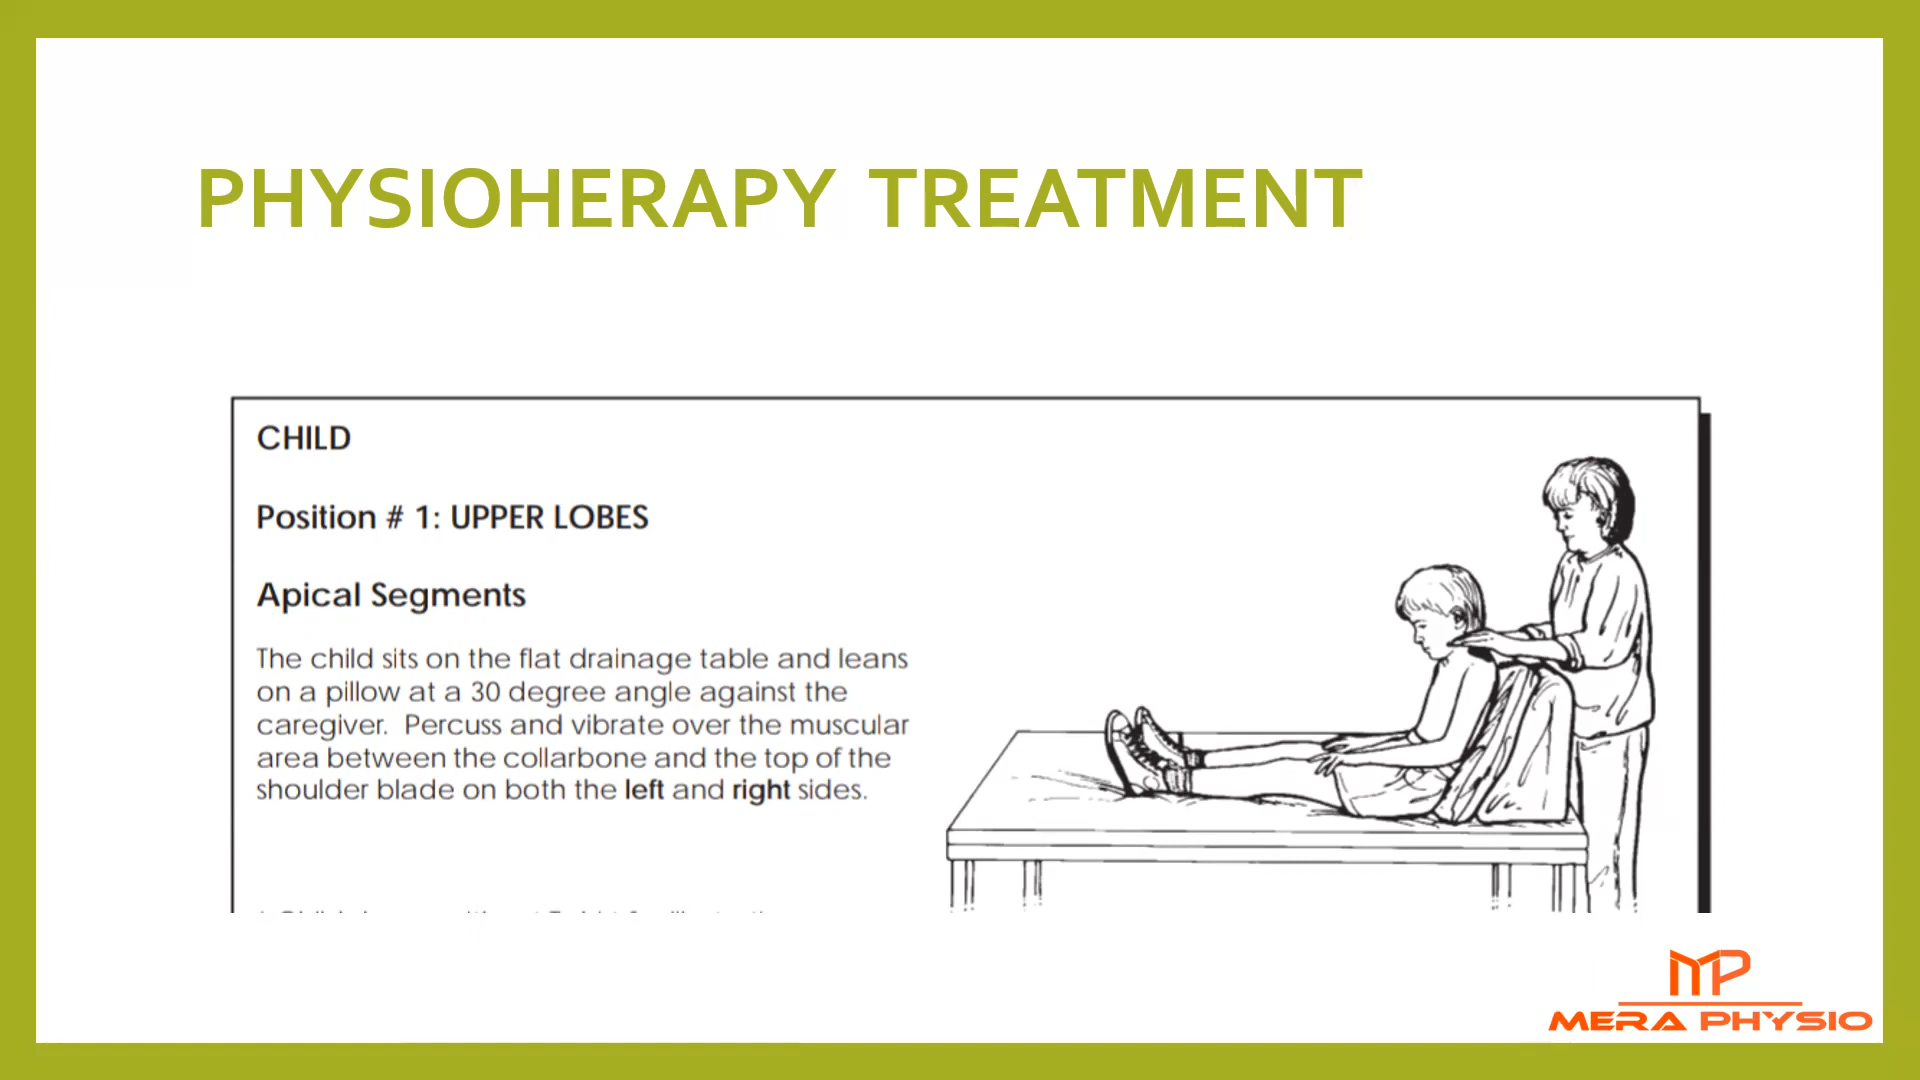 PHYSIOHERAPY TREATMENT
CHILD
Position # 1: UPPER LOBES
Apical Segments
The child sits on the flat drainage table and leans
on a pillow at a 30 degree angle against the
caregiver. Percuss and vibrate over the muscular
area between the collarbone and the top of the
shoulder blade on both the left and right sides.
MP
MERA PHYSIO